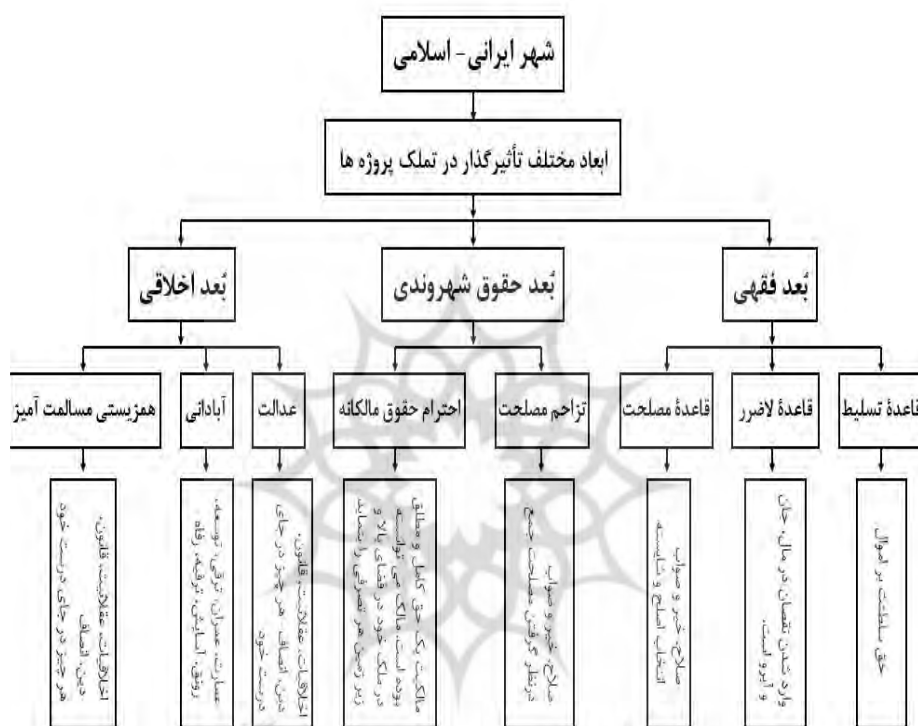 شهر ایرانی- اسلامی
ابعاد مختلف تأثیرگذار در تملک پروژه ها
بُعد فقهی
بُعد حقوق شهروندی
بُعد اخلاقی
قاعدهٔ تسلیط
قاعدهٔ لاضرر
قاعدهٔ مصلحت
تزاحم مصلحت
احترام حقوق مالکانه
عدالت
آبادانی
همزیستی مسالمت آمیز
حق سلطنت بر اموال.
وارد شدن نقصان در مال، جان
و آبرو است.
صلاح، خیر و صواب
انتخاب اصلح و شایسته
صلاح، خیر و صواب
درنظر گرفتن مصلحت جمع
مالکیت یک حق کامل و مطلق
بوده است. مالک می توانسته
در ملک خود در فضای بالا و
زیر زمین هر تصرفی را بنماید
اخلاقیات، عقلانیت، قانون،
دین، انصاف هر چیز در جای
درست خود
عمارت، عمران، ترقی، توسعه،
رونق، آسایش، ترفیه، رفاه
اخلاقیات، عقلانیت، قانون،
دین، انصاف
هر چیز در جای درست خود